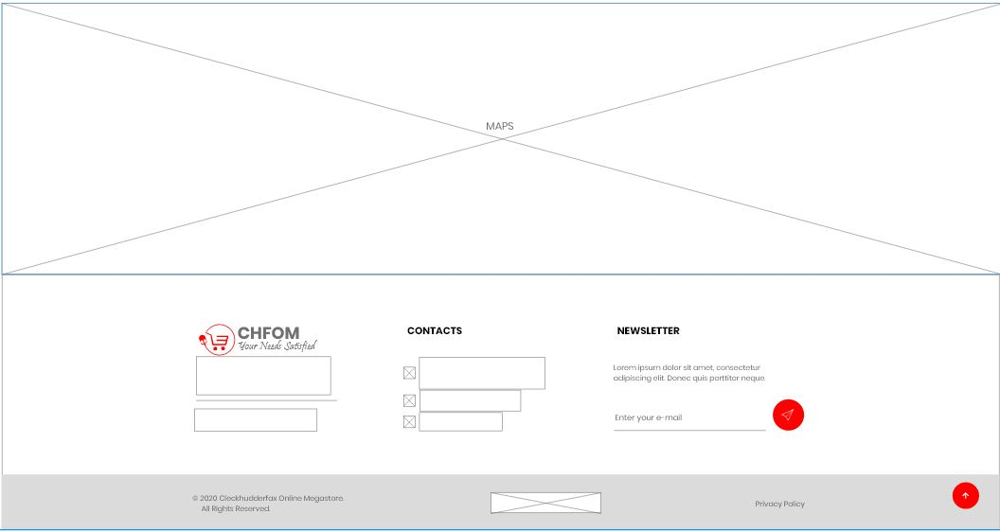 MAPS
CHFOM
Your Needs Satisfied
CONTACTS
NEWSLETTER
Lorem ipsum dolor sit amet, consectetur
adipiscing elit. Donec quis porttitor neque.
Enter your e-mail
© 2020 Cleckhudderfax Online Megastore.
All Rights Reserved.
Privacy Policy